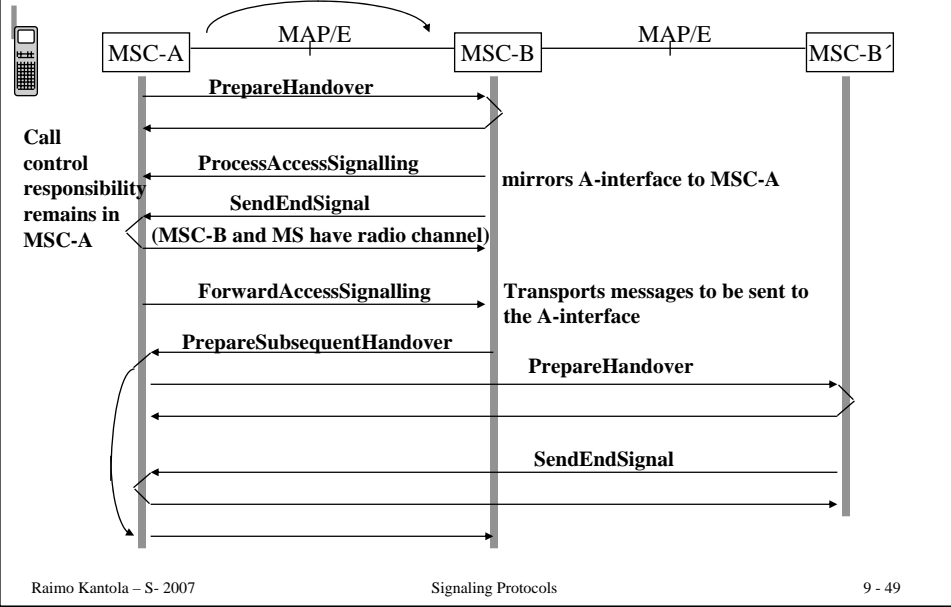 MAP/E
MAP/E
MSC-A
MSC-B
MSC-B´
PrepareHandover
Call
control
responsibility
remains in
MSC-A
ProcessAccessSignalling
mirrors A-interface to MSC-A
SendEndSignal
(MSC-B and MS have radio channel)
ForwardAccessSignalling
Transports messages to be sent to
the A-interface
PrepareSubsequentHandover
PrepareHandover
SendEndSignal
Raimo Kantola – S- 2007
Signaling Protocols
9 - 49